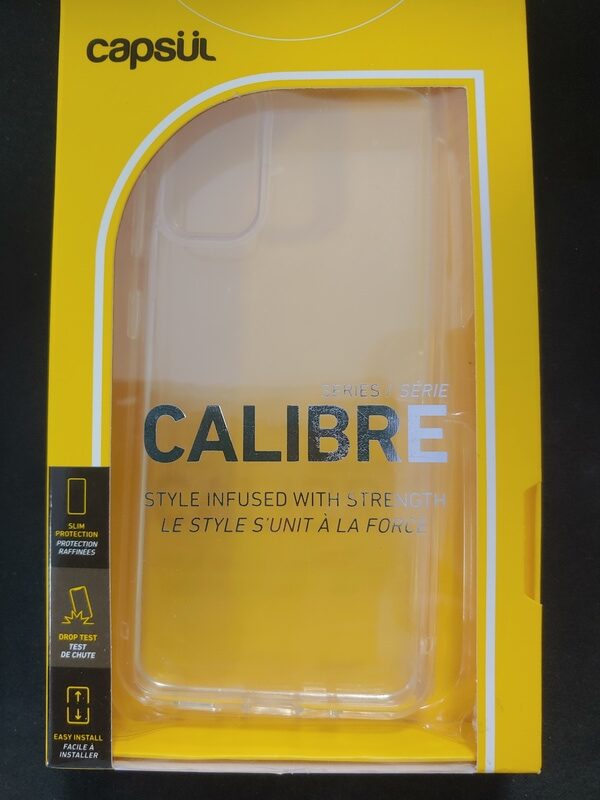 capsül
SERIES | SÉRIE
CALIBRE
STYLE INFUSED WITH STRENGTH
LE STYLE S'UNIT À LA FORCE
SLIM
PROTECTION
PROTECTION
RAFFINÉES
DROP TEST
TEST
DE CHUTE
EASY INSTALL
FACILE À
INSTALLER